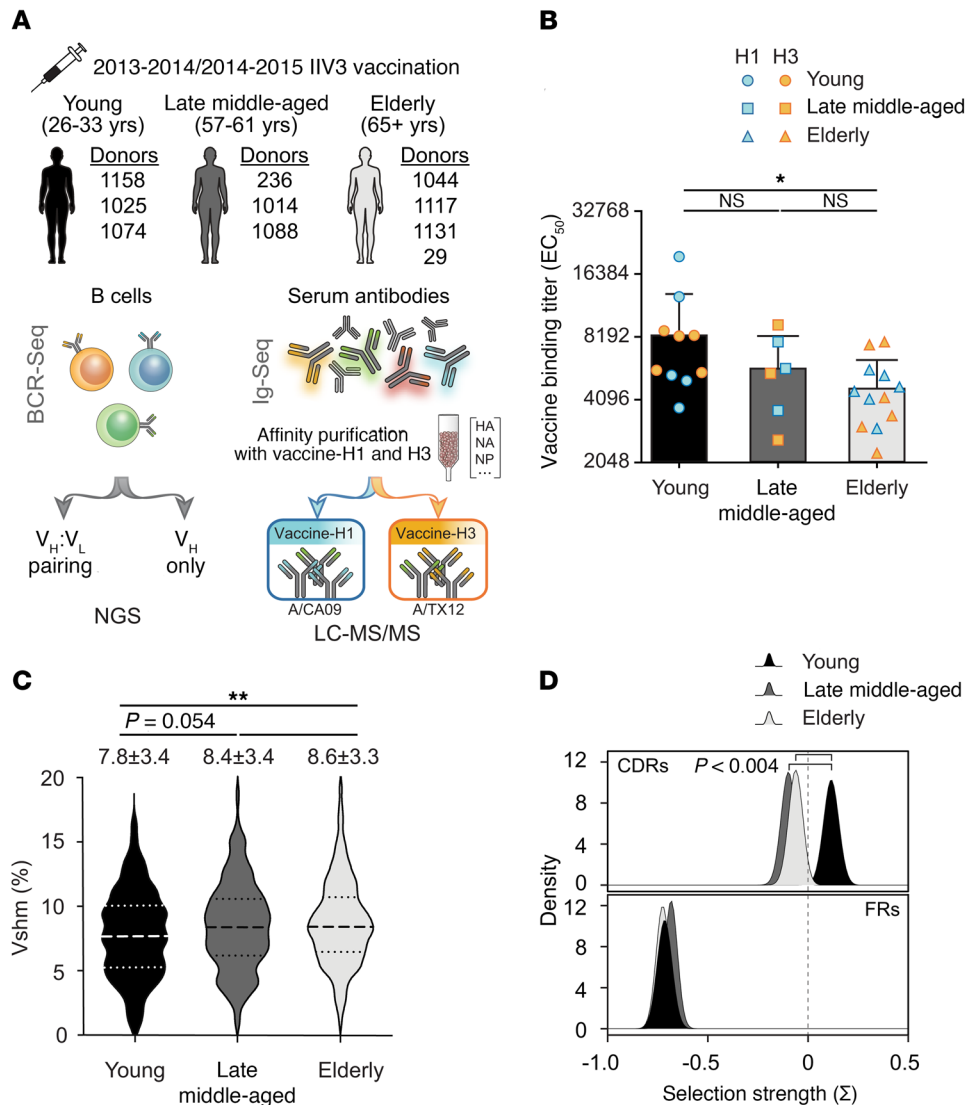 A
2013-2014/2014-2015 IIV3 vaccination
Young
(26-33 yrs)
Donors
1158
1025
1074
Late middle-aged
(57-61 yrs)
Donors
236
1014
1088
Elderly
(65+ yrs)
Donors
1044
1117
1131
29
BCR-Seq
B cells
VH:VL
pairing
VH
only
NGS
Ig-Seq
Serum antibodies
Affinity purification
with vaccine-H1 and H3
HA
NA
NP
...
Vaccine-H1
A/CA09
Vaccine-H3
A/TX12
LC-MS/MS
B
H1 H3
Young
Late middle-aged
Elderly
*
NS NS
Vaccine binding titer (EC50)
32768
16384
8192
4096
2048
Young
Late
middle-aged
Elderly
C
**
P = 0.054
7.8±3.4 8.4±3.4 8.6±3.3
Vshm (%)
20
15
10
5
0
Young
Late
middle-aged
Elderly
D
Young
Late middle-aged
Elderly
Density
CDRs
P < 0.004
12
8
4
0
FRs
12
8
4
0
-1.0 -0.5 0 0.5
Selection strength (Σ)